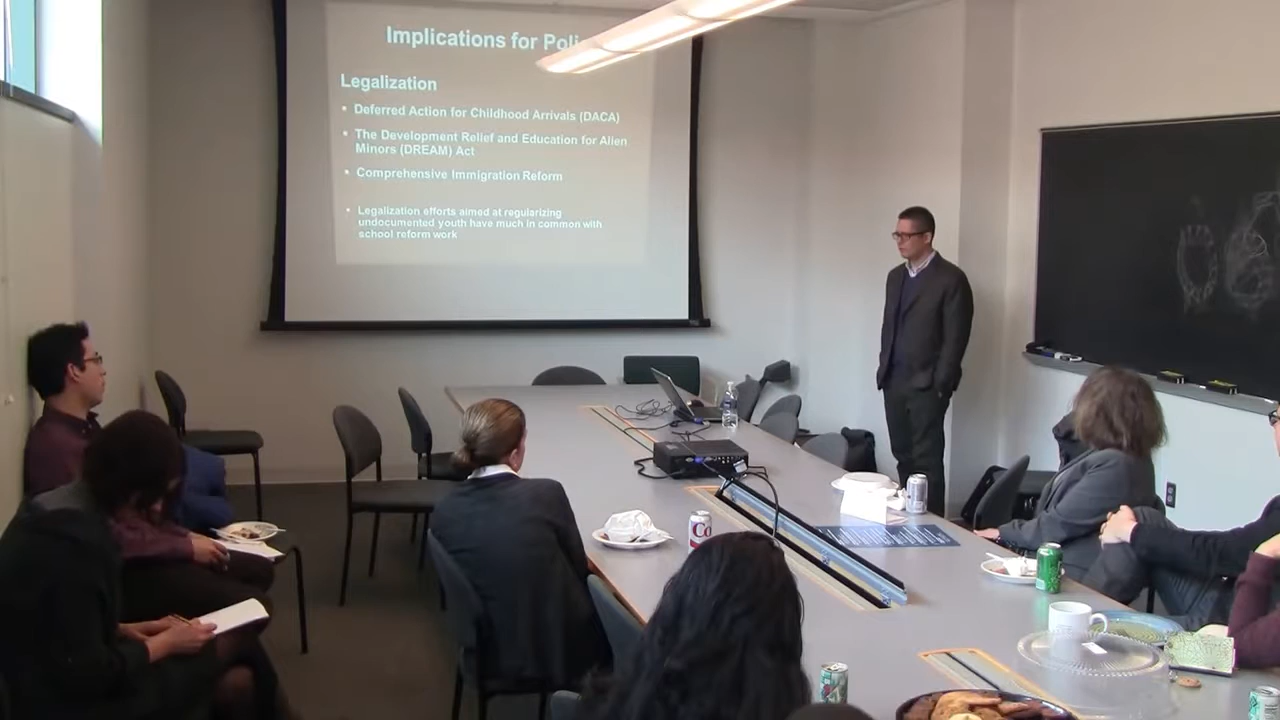 Implications for
Legalization
• Deferred Action for Childhood Arrivals (DACA)
• The Development Relief and Education for Alien
Minors (DREAM) Act
• Comprehensive Immigration Reform
• Legalization efforts aimed at regularizing
undocumented youth have much in common with
school reform work